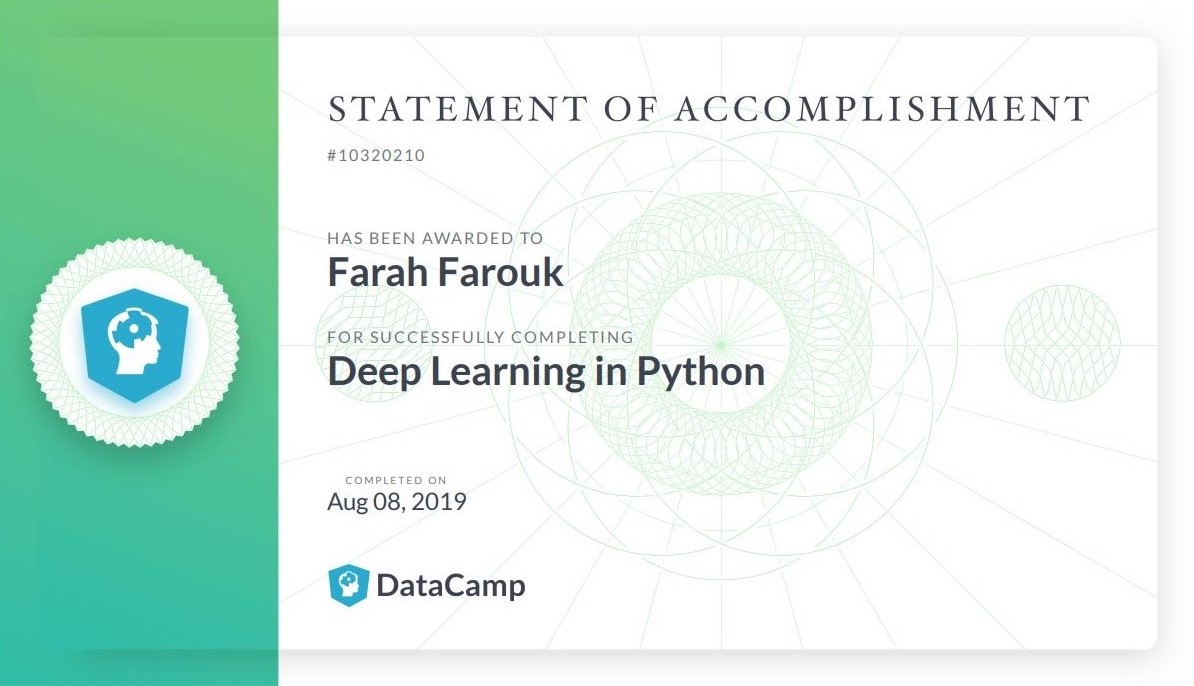 STATEMENT OF ACCOMPLISHMENT
#10320210
HAS BEEN AWARDED TO
Farah Farouk
FOR SUCCESSFULLY COMPLETING
Deep Learning in Python
COMPLETED ON
Aug 08, 2019
DataCamp